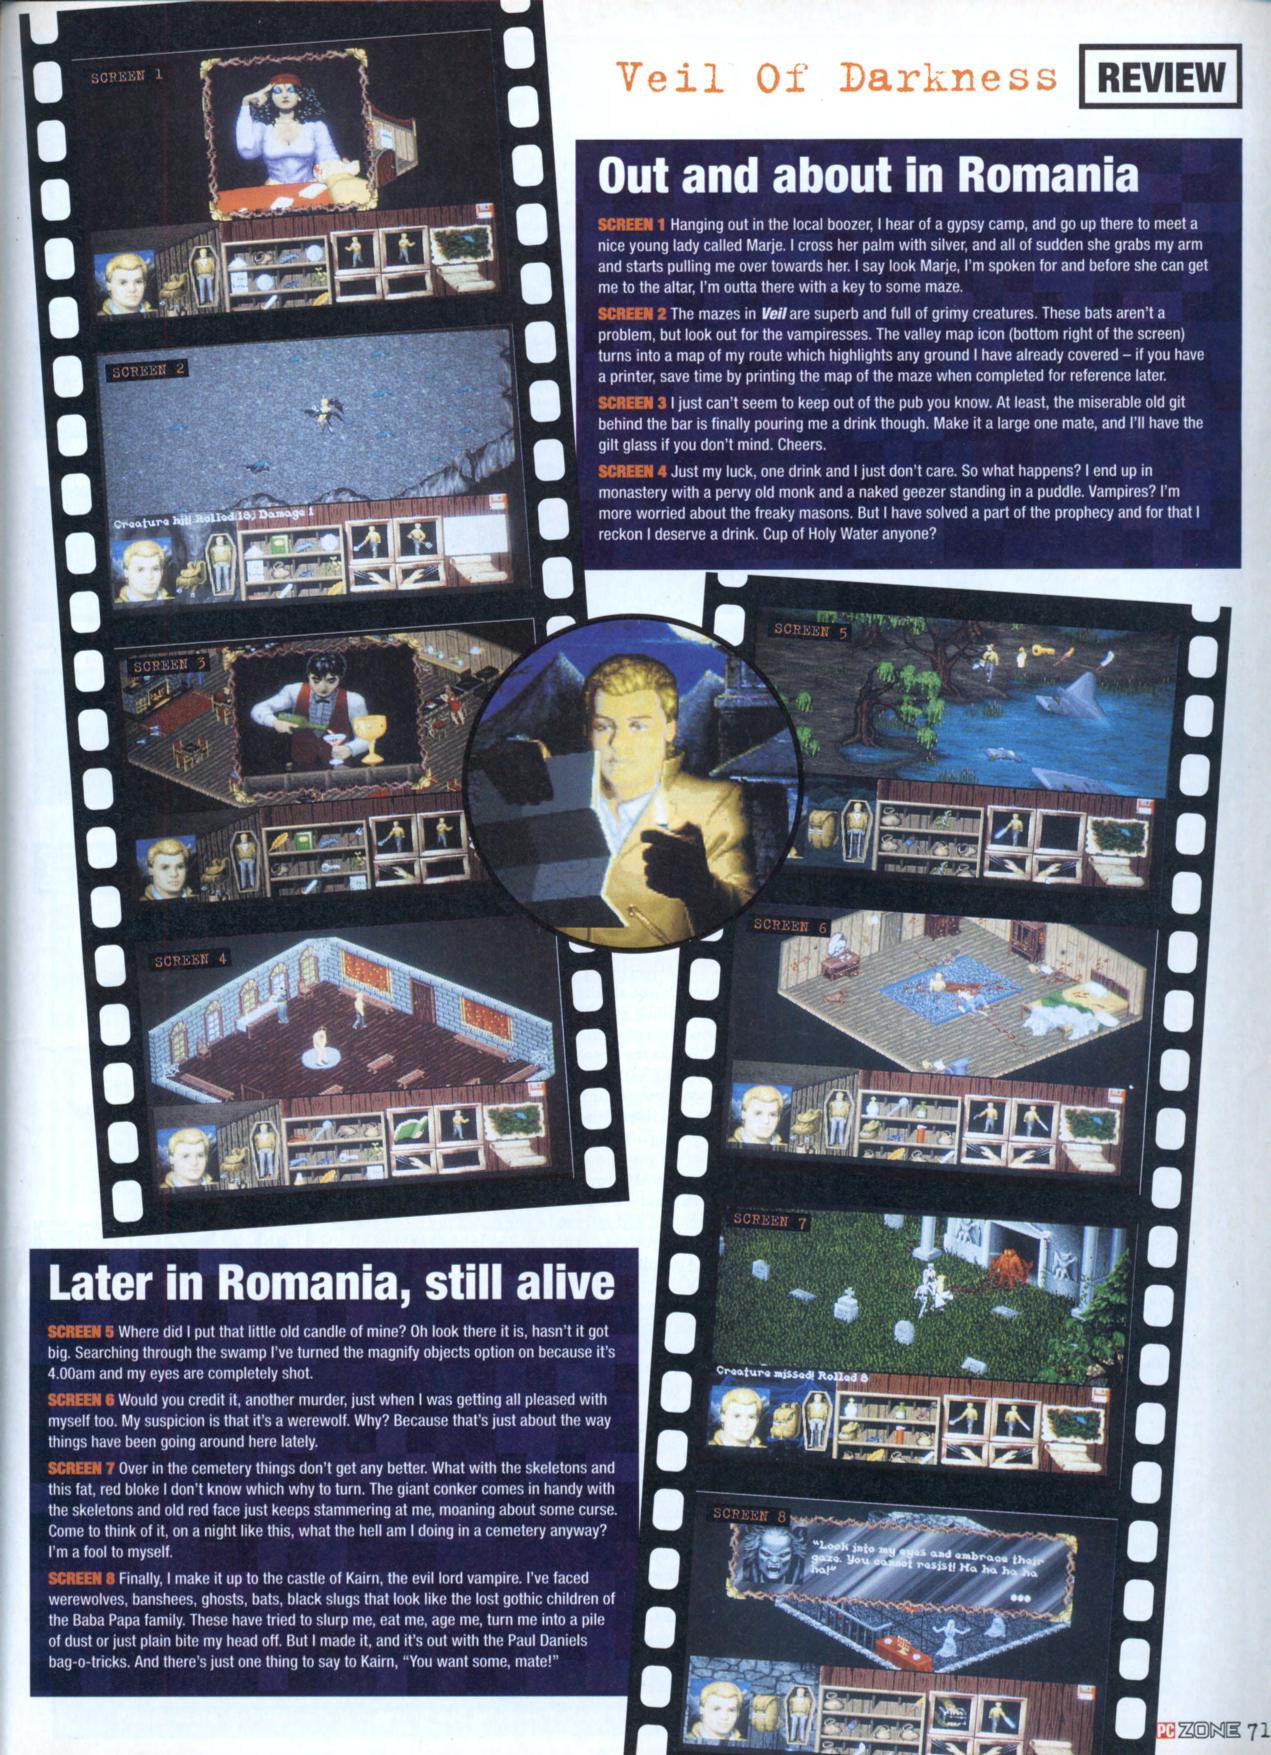 Veil Of Darkness REVIEW
SCREEN 1
Out and about in Romania
SCREEN 1 Hanging out in the local boozer, I hear of a gypsy camp, and go up there to meet a
nice young lady called Marje. I cross her palm with silver, and all of sudden she grabs my arm
and starts pulling me over towards her. I say look Marje, I'm spoken for and before she can get
me to the altar, I'm outta there with a key to some maze.
SCREEN 2 The mazes in Veil are superb and full of grimy creatures. These bats aren't a
problem, but look out for the vampiresses. The valley map icon (bottom right of the screen)
turns into a map of my route which highlights any ground I have already covered – if you have
a printer, save time by printing the map of the maze when completed for reference later.
SCREEN 3 I just can't seem to keep out of the pub you know. At least, the miserable old git
behind the bar is finally pouring me a drink though. Make it a large one mate, and I'll have the
gilt glass if you don't mind. Cheers.
SCREEN 4 Just my luck, one drink and I just don't care. So what happens? I end up in
monastery with a pervy old monk and a naked geezer standing in a puddle. Vampires? I'm
more worried about the freaky masons. But I have solved a part of the prophecy and for that I
reckon I deserve a drink. Cup of Holy Water anyone?
SCREEN 2
Creature hit! Rolled 18; Damage 1
SCREEN 3
SCREEN 4
SCREEN 5
SCREEN 6
SCREEN 7
Creature missed! Rolled 8
SCREEN 8
"Look into my eyes and embrace their
gaze. You cannot resist! Ha ha ha ha
ha!"
Later in Romania, still alive
SCREEN 5 Where did I put that little old candle of mine? Oh look there it is, hasn't it got
big. Searching through the swamp I've turned the magnify objects option on because it's
4.00am and my eyes are completely shot.
SCREEN 6 Would you credit it, another murder, just when I was getting all pleased with
myself too. My suspicion is that it's a werewolf. Why? Because that's just about the way
things have been going around here lately.
SCREEN 7 Over in the cemetery things don't get any better. What with the skeletons and
this fat, red bloke I don't know which why to turn. The giant conker comes in handy with
the skeletons and old red face just keeps stammering at me, moaning about some curse.
Come to think of it, on a night like this, what the hell am I doing in a cemetery anyway?
I'm a fool to myself.
SCREEN 8 Finally, I make it up to the castle of Kairn, the evil lord vampire. I've faced
werewolves, banshees, ghosts, bats, black slugs that look like the lost gothic children of
the Baba Papa family. These have tried to slurp me, eat me, age me, turn me into a pile
of dust or just plain bite my head off. But I made it, and it's out with the Paul Daniels
bag-o-tricks. And there's just one thing to say to Kairn, "You want some, mate!"
PC ZONE 71